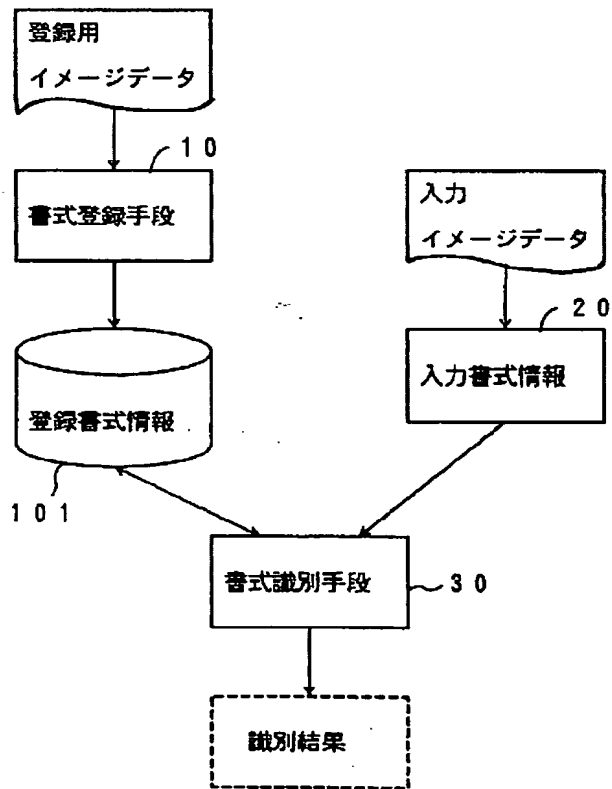 登録用
イメージデータ
10
書式登録手段
入力
イメージデータ
20
登録書式情報
入力書式情報
101
書式識別手段
30
識別結果